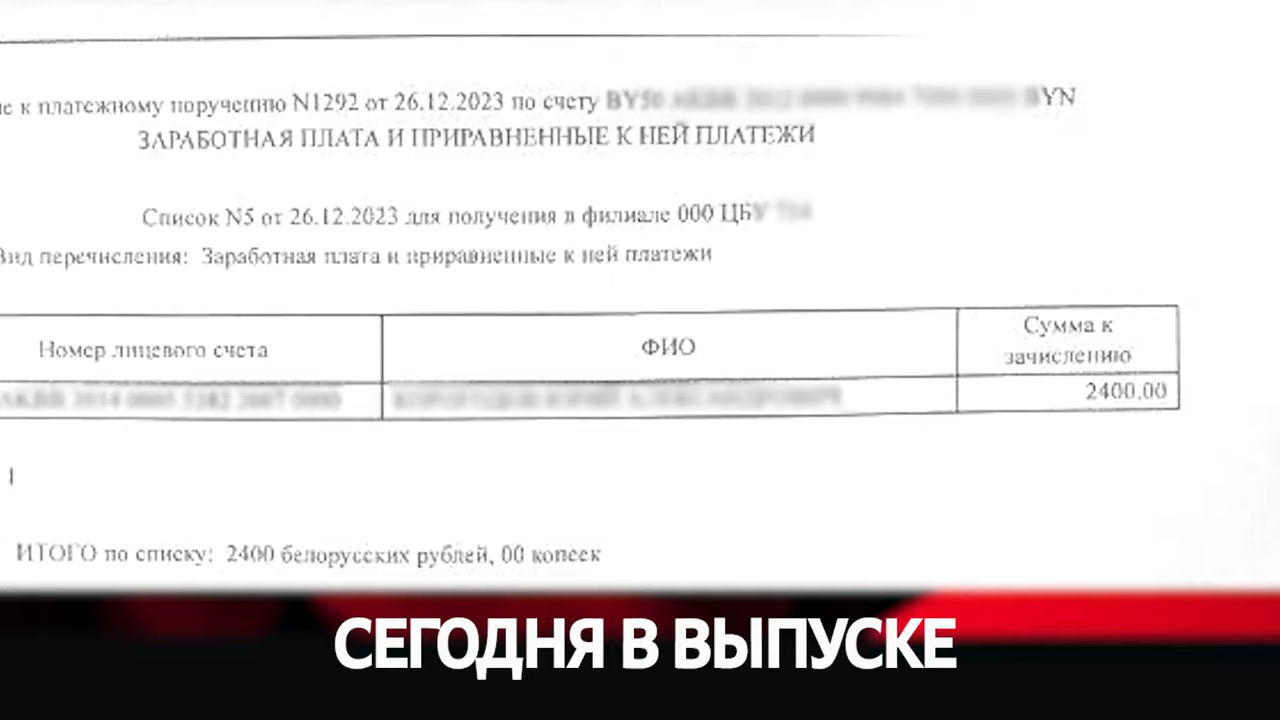 к платежному поручению N1292 от 26.12.2023 по счету BYN
ЗАРАБОТНАЯ ПЛАТА И ПРИРАВНЕННЫЕ К НЕЙ ПЛАТЕЖИ
Список N5 от 26.12.2023 для получения в филиале 000 ЦБУ
Вид перечисления: Заработная плата и приравненные к ней платежи
Номер лицевого счета ФИО Сумма к зачислению
2400.00
1
ИТОГО по списку: 2400 белорусских рублей, 00 копеек
СЕГОДНЯ В ВЫПУСКЕ